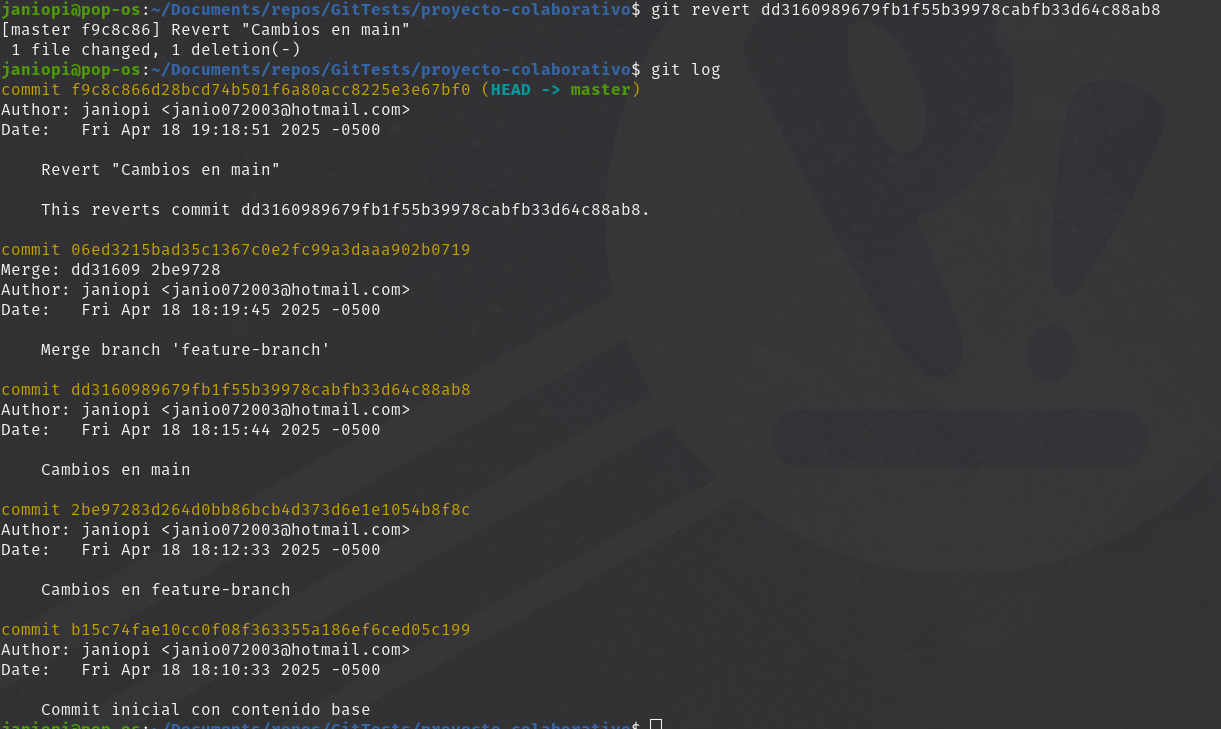 janiopi@pop-os:~/Documents/repos/GitTests/proyecto-colaborativo$ git revert dd3160989679fb1f55b39978cabfb33d64c88ab8
[master f9c8c86] Revert "Cambios en main"
 1 file changed, 1 deletion(-)
janiopi@pop-os:~/Documents/repos/GitTests/proyecto-colaborativo$ git log
commit f9c8c866d28bcd74b501f6a80acc8225e3e67bf0 (HEAD -> master)
Author: janiopi <janio072003@hotmail.com>
Date:   Fri Apr 18 19:18:51 2025 -0500

    Revert "Cambios en main"

    This reverts commit dd3160989679fb1f55b39978cabfb33d64c88ab8.

commit 06ed3215bad35c1367c0e2fc99a3daaa902b0719
Merge: dd31609 2be9728
Author: janiopi <janio072003@hotmail.com>
Date:   Fri Apr 18 18:19:45 2025 -0500

    Merge branch 'feature-branch'

commit dd3160989679fb1f55b39978cabfb33d64c88ab8
Author: janiopi <janio072003@hotmail.com>
Date:   Fri Apr 18 18:15:44 2025 -0500

    Cambios en main

commit 2be97283d264d0bb86bcb4d373d6e1e1054b8f8c
Author: janiopi <janio072003@hotmail.com>
Date:   Fri Apr 18 18:12:33 2025 -0500

    Cambios en feature-branch

commit b15c74fae10cc0f08f363355a186ef6ced05c199
Author: janiopi <janio072003@hotmail.com>
Date:   Fri Apr 18 18:10:33 2025 -0500

    Commit inicial con contenido base
janiopi@pop-os:~/Documents/repos/GitTests/proyecto-colaborativo$